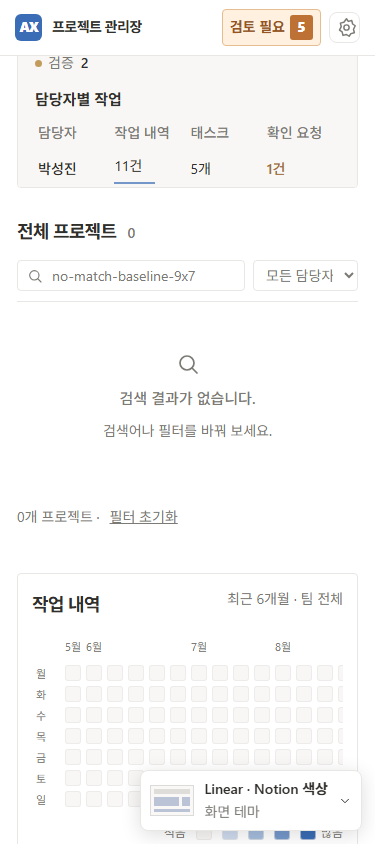 AX 프로젝트 관리장 검토 필요 5
검증 2
담당자별 작업
담당자 작업 내역 태스크 확인 요청
박성진 11건 5개 1건
전체 프로젝트 0
no-match-baseline-9x7 모든 담당자
검색 결과가 없습니다.
검색어나 필터를 바꿔 보세요.
0개 프로젝트 · 필터 초기화
작업 내역 최근 6개월 · 팀 전체
5월 6월 7월 8월
월
화
수
목
금
토
일
Linear · Notion 색상
화면 테마
적음 많음